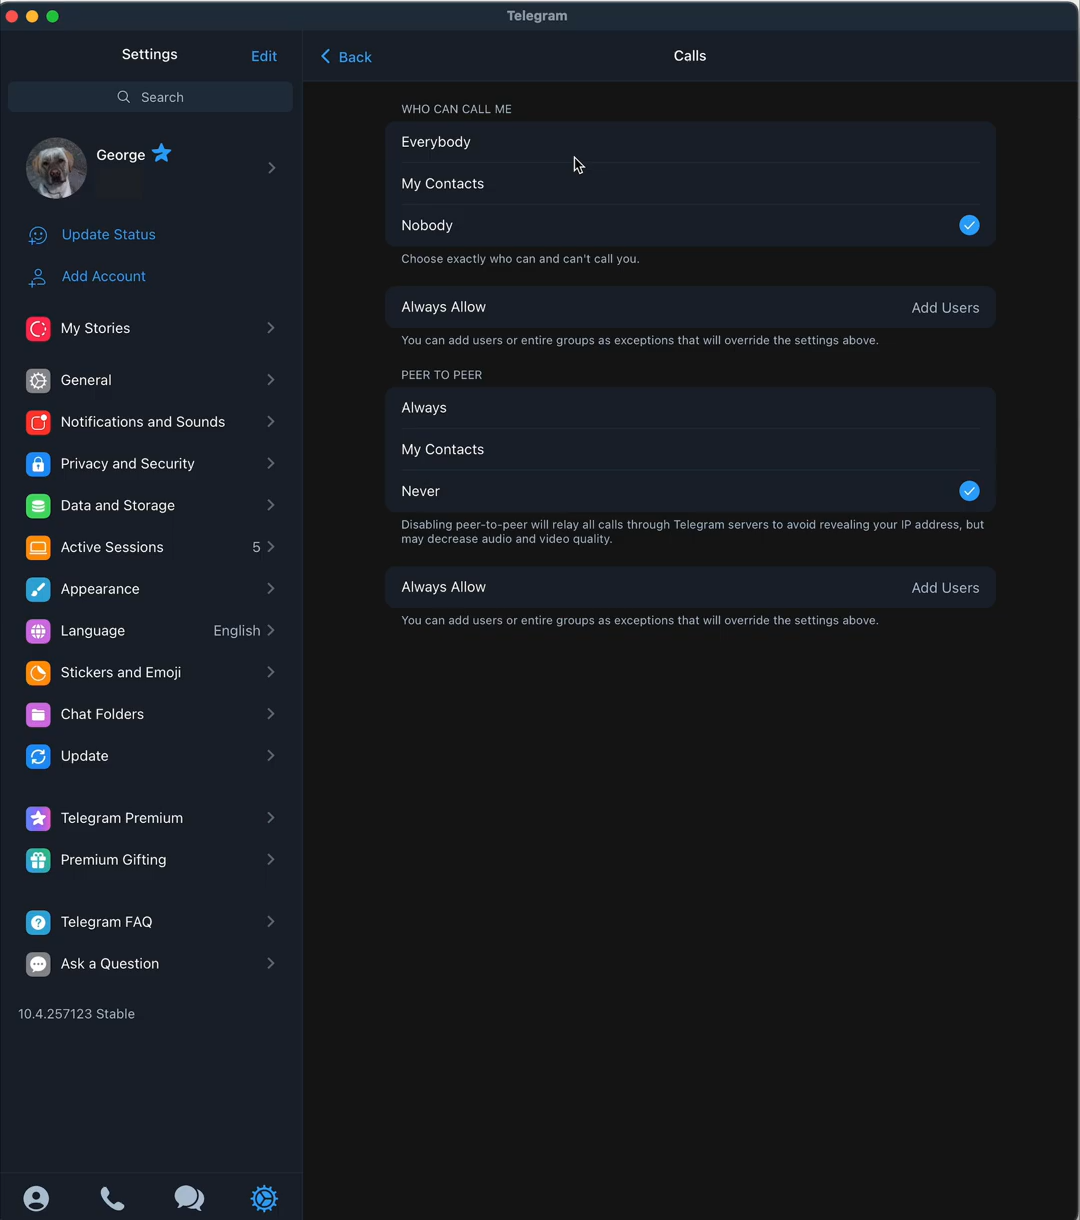 Telegram
Settings
Edit
Search
George
Update Status
Add Account
My Stories
General
Notifications and Sounds
Privacy and Security
Data and Storage
Active Sessions 5
Appearance
Language English
Stickers and Emoji
Chat Folders
Update
Telegram Premium
Premium Gifting
Telegram FAQ
Ask a Question
10.4.257123 Stable
Back
Calls
WHO CAN CALL ME
Everybody
My Contacts
Nobody
Choose exactly who can and can't call you.
Always Allow Add Users
You can add users or entire groups as exceptions that will override the settings above.
PEER TO PEER
Always
My Contacts
Never
Disabling peer-to-peer will relay all calls through Telegram servers to avoid revealing your IP address, but
may decrease audio and video quality.
Always Allow Add Users
You can add users or entire groups as exceptions that will override the settings above.